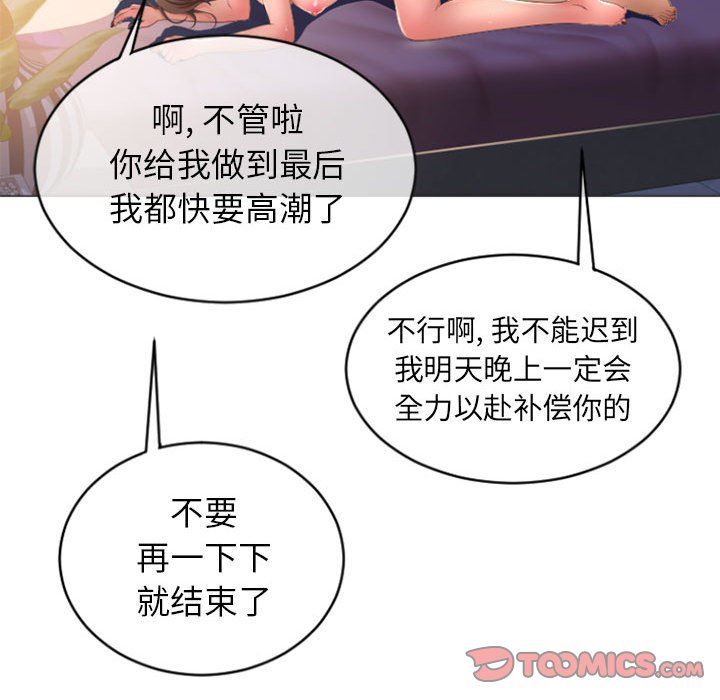 啊, 不管啦
你给我做到最后
我都快要高潮了
不行啊, 我不能迟到
我明天晚上一定会
全力以赴补偿你的
不要
再一下下
就结束了
TOOMICS.COM